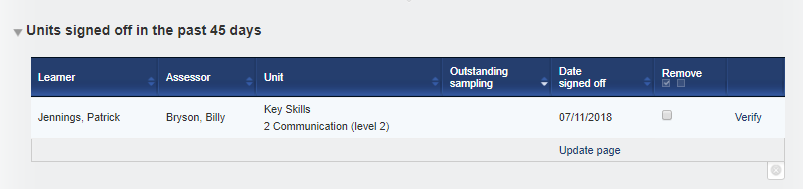 Units signed off in the past 45 days
Learner Assessor Unit Outstanding sampling Date signed off Remove
Jennings, Patrick Bryson, Billy Key Skills 07/11/2018 Verify
2 Communication (level 2)
Update page